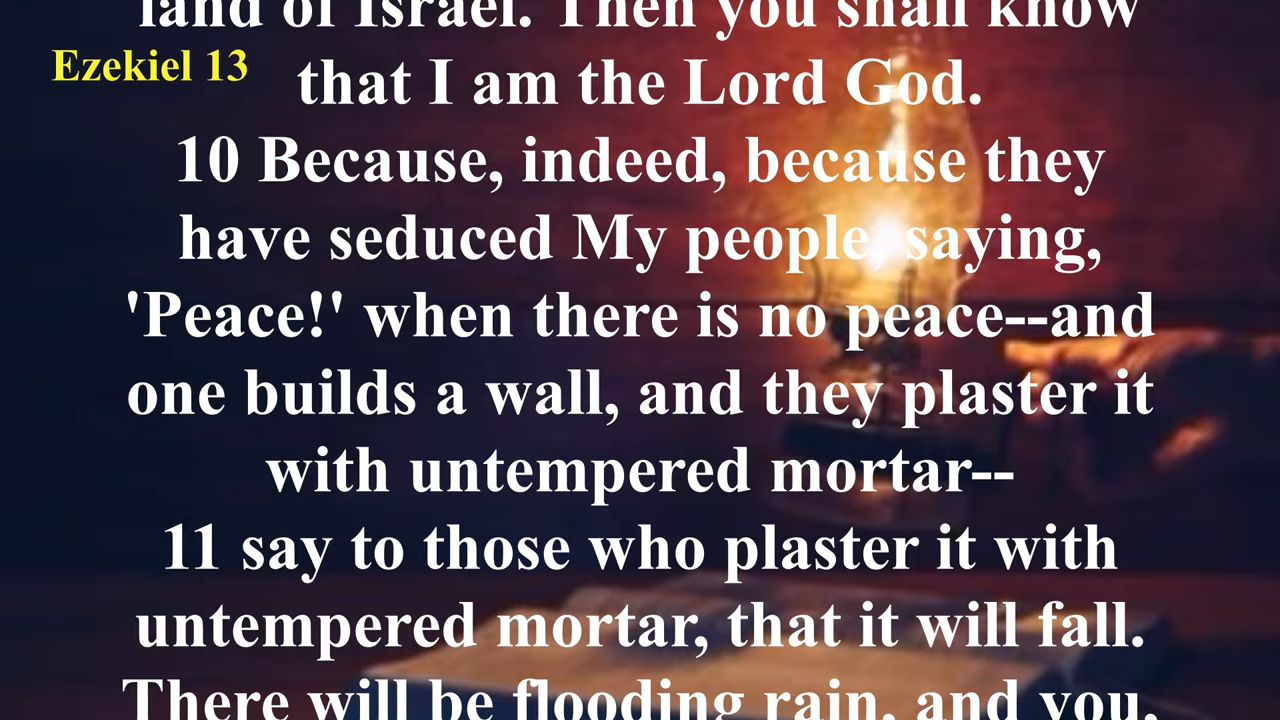 land of Israel. Then you shall know
Ezekiel 13
that I am the Lord God.
10 Because, indeed, because they
have seduced My people, saying,
'Peace!' when there is no peace--and
one builds a wall, and they plaster it
with untempered mortar--
11 say to those who plaster it with
untempered mortar, that it will fall.
There will be flooding rain, and you,